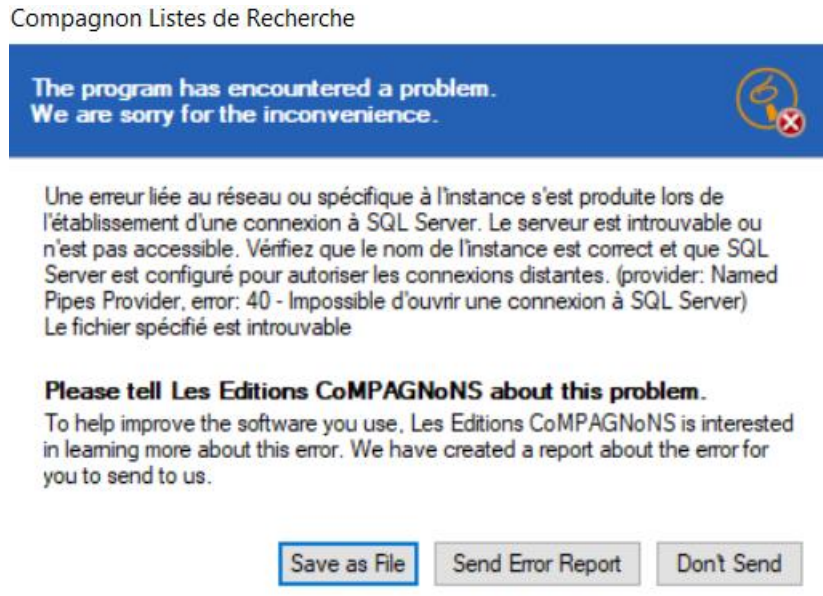 Compagnon Listes de Recherche
The program has encountered a problem.
We are sorry for the inconvenience.
Une erreur liée au réseau ou spécifique à l'instance s'est produite lors de
l'établissement d'une connexion à SQL Server. Le serveur est introuvable ou
n'est pas accessible. Vérifiez que le nom de l'instance est correct et que SQL
Server est configuré pour autoriser les connexions distantes. (provider: Named
Pipes Provider, error: 40 - Impossible d'ouvrir une connexion à SQL Server)
Le fichier spécifié est introuvable
Please tell Les Editions CoMPAGNoNS about this problem.
To help improve the software you use, Les Editions CoMPAGNoNS is interested
in learning more about this error. We have created a report about the error for
you to send to us.
Save as File
Send Error Report
Don't Send